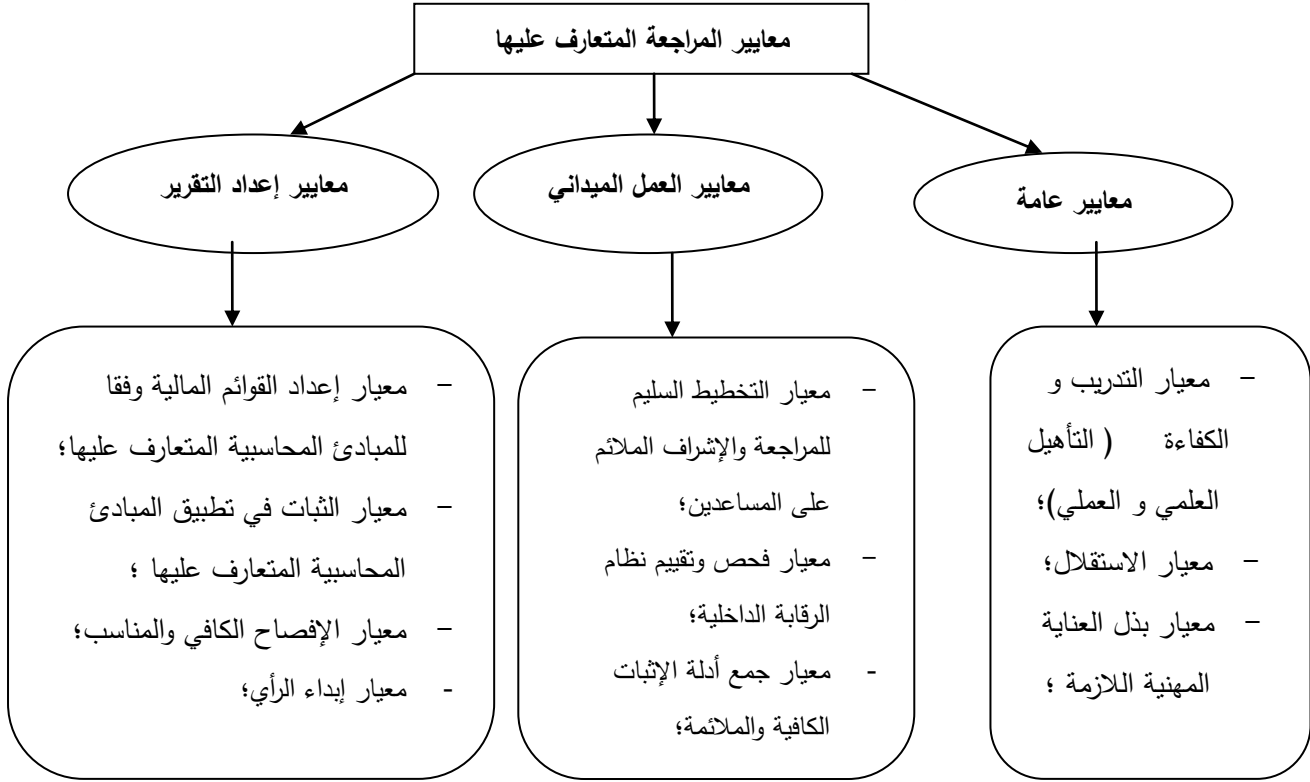 معايير المراجعة المتعارف عليها
معايير عامة
معايير العمل الميداني
معايير إعداد التقرير
– معيار التدريب و
الكفاءة ( التأهيل
العلمي و العملي)؛
– معيار الاستقلال؛
– معيار بذل العناية
المهنية اللازمة ؛
– معيار التخطيط السليم
للمراجعة والإشراف الملائم
على المساعدين؛
– معيار فحص وتقييم نظام
الرقابة الداخلية؛
- معيار جمع أدلة الإثبات
الكافية والملائمة؛
– معيار إعداد القوائم المالية وفقا
للمبادئ المحاسبية المتعارف عليها؛
– معيار الثبات في تطبيق المبادئ
المحاسبية المتعارف عليها ؛
– معيار الإفصاح الكافي والمناسب؛
- معيار إبداء الرأي؛